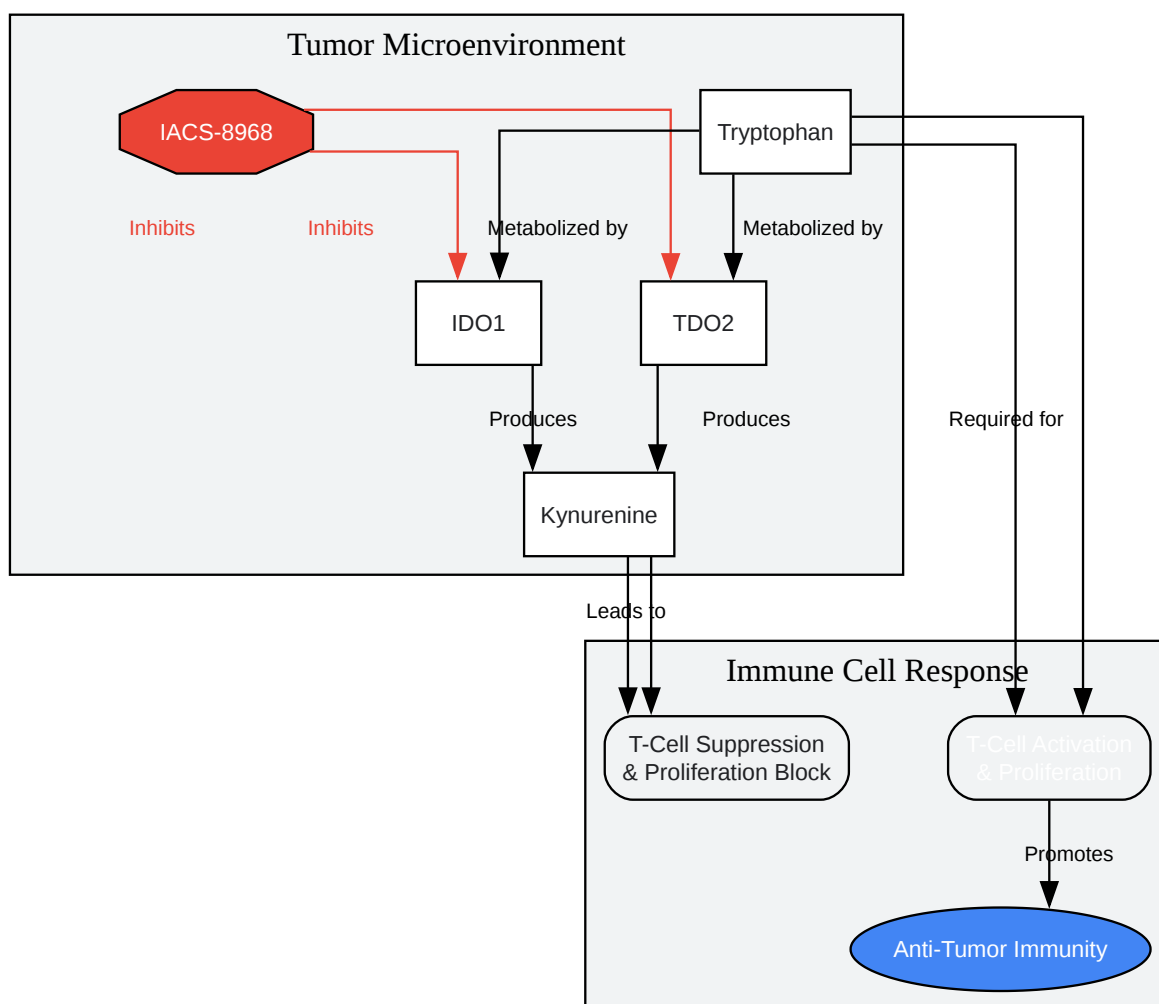 Tumor Microenvironment
IACS-8968
Tryptophan
Inhibits
Inhibits
Metabolized by
Metabolized by
IDO1
TDO2
Produces
Produces
Required for
Kynurenine
Leads to
Immune Cell Response
T-Cell Suppression
& Proliferation Block
T-Cell Activation
& Proliferation
Promotes
Anti-Tumor Immunity